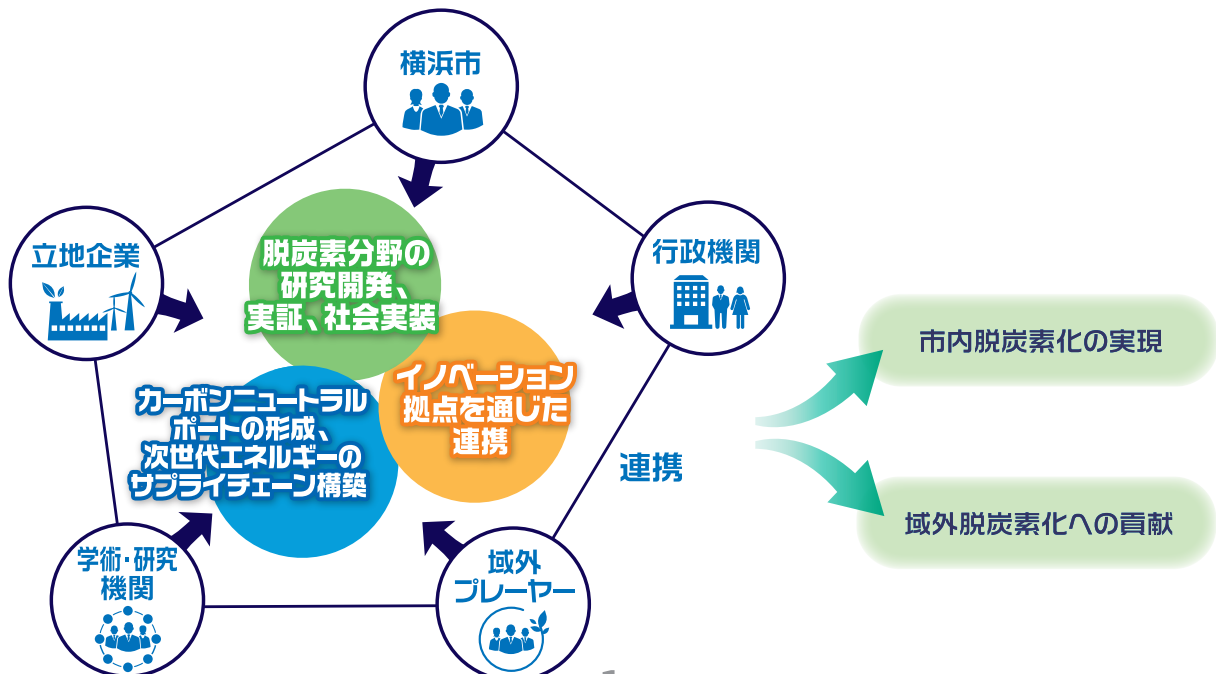 横浜市
立地企業
行政機関
脱炭素分野の
研究開発、
実証、社会実装
イノベーション
拠点を通じた
連携
カーボンニュートラル
ポートの形成、
次世代エネルギーの
サプライチェーン構築
学術・研究
機関
域外
プレーヤー
連携
市内脱炭素化の実現
域外脱炭素化への貢献